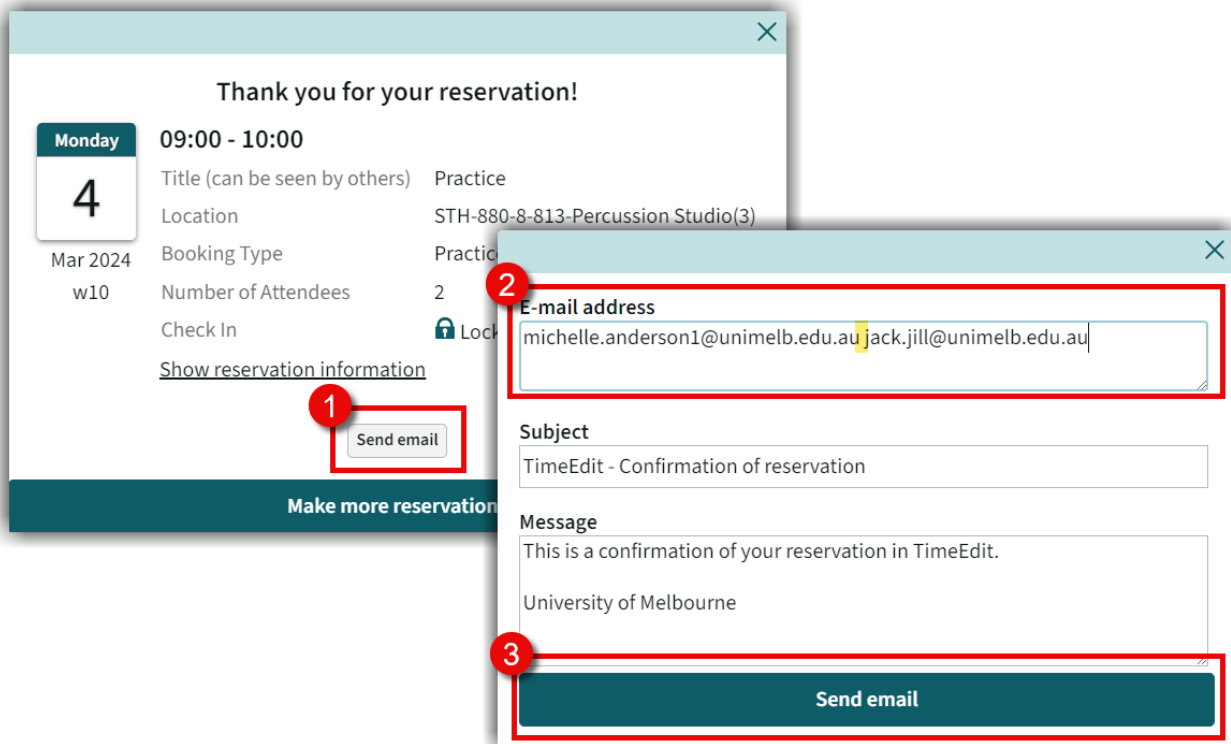 Thank you for your reservation!
Monday
4
Mar 2024
w10
09:00 - 10:00
Title (can be seen by others) Practice
Location STH-880-8-813-Percussion Studio(3)
Booking Type Practic
Number of Attendees 2
Check In Lock
Show reservation information
1
Send email
Make more reservation
2
E-mail address
michelle.anderson1@unimelb.edu.au jack.jill@unimelb.edu.au
Subject
TimeEdit - Confirmation of reservation
Message
This is a confirmation of your reservation in TimeEdit.
University of Melbourne
3
Send email